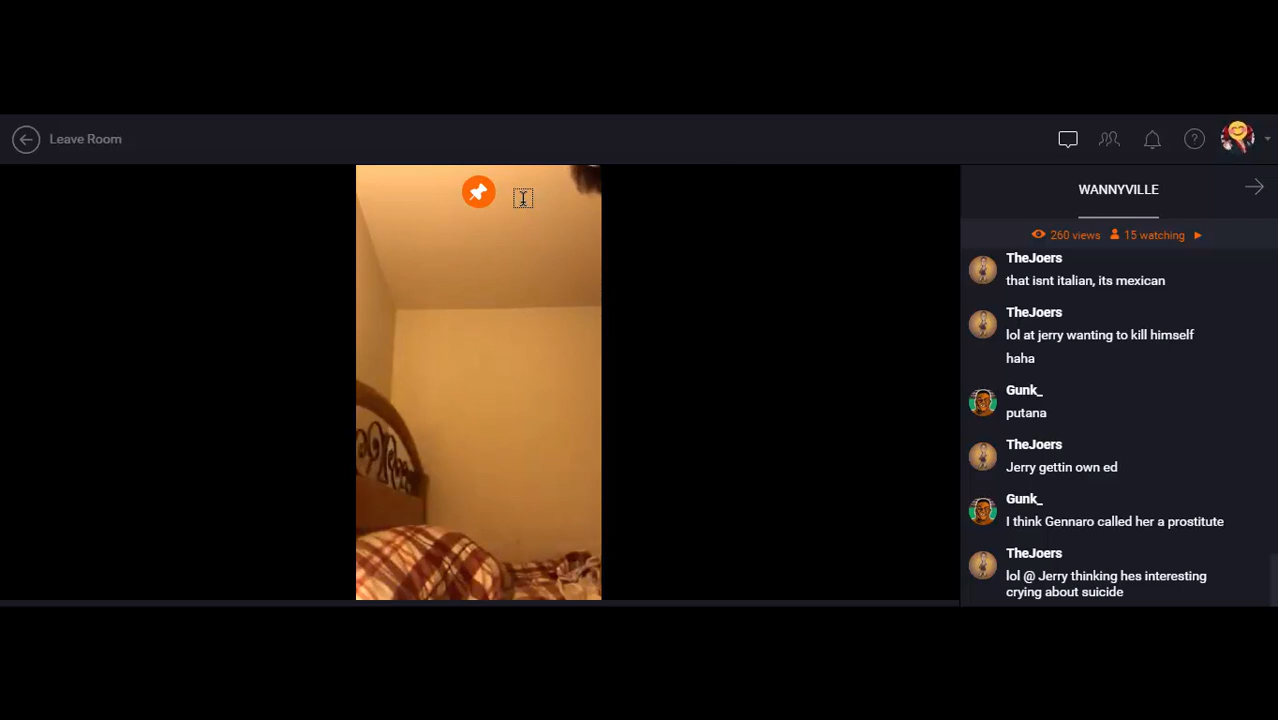 Leave Room
WANNYVILLE
260 views 15 watching
TheJoers
that isnt italian, its mexican
TheJoers
lol at jerry wanting to kill himself
haha
Gunk_
putana
TheJoers
Jerry gettin own ed
Gunk_
I think Gennaro called her a prostitute
TheJoers
lol @ Jerry thinking hes interesting
crying about suicide